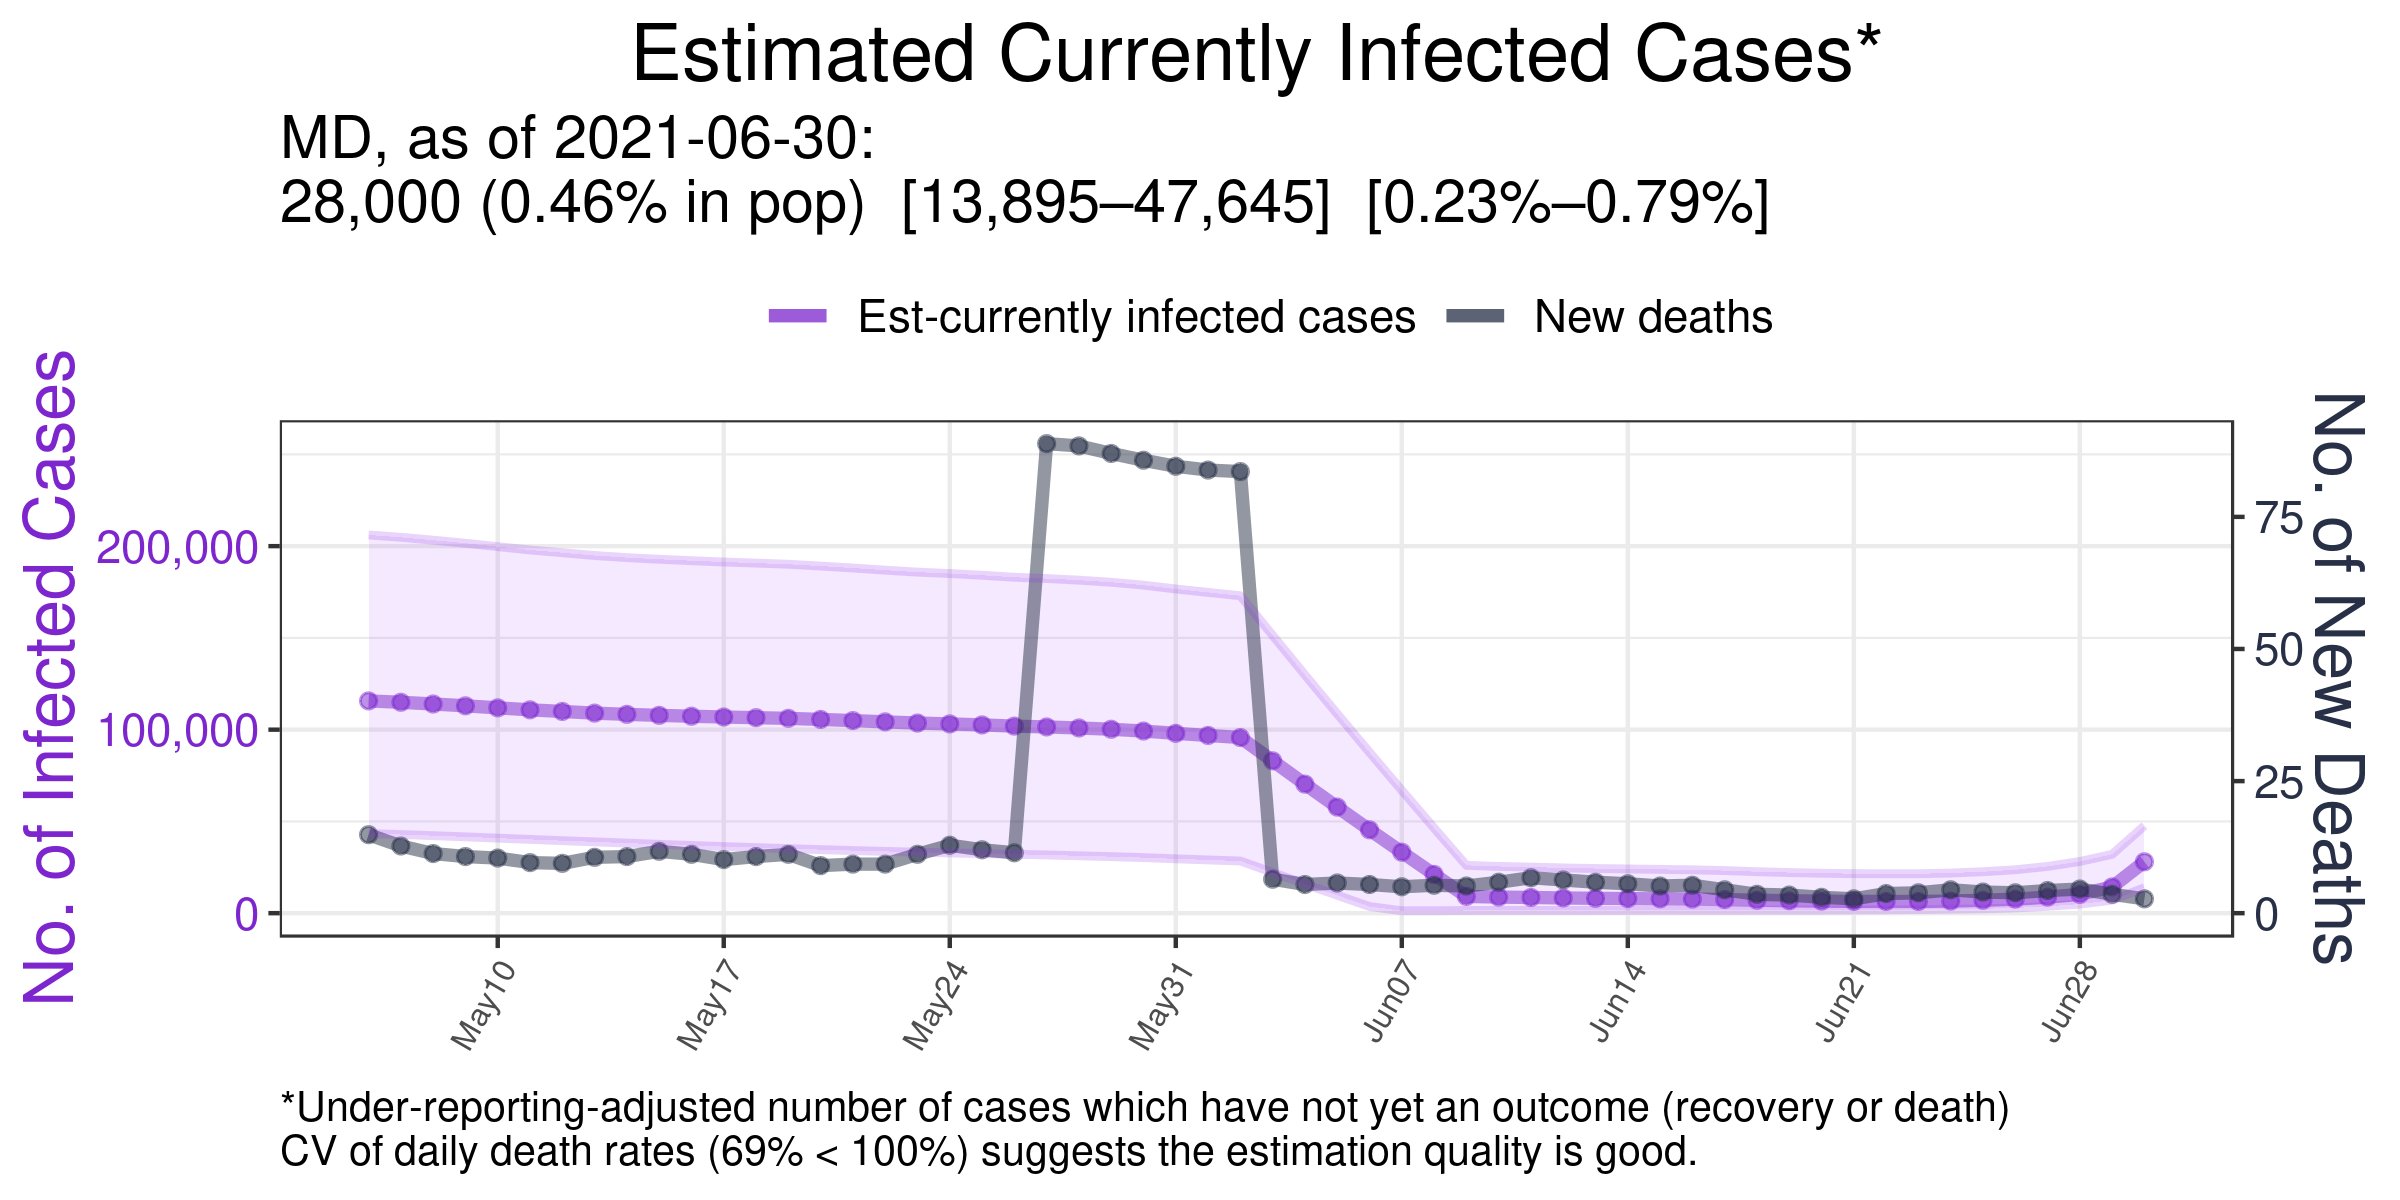 Estimated Currently Infected Cases*
MD, as of 2021-06-30:
28,000 (0.46% in pop)  [13,895–47,645]  [0.23%–0.79%]
Est-currently infected cases
New deaths
No. of Infected Cases
200,000
100,000
0
No. of New Deaths
75
50
25
0
May10
May17
May24
May31
Jun07
Jun14
Jun21
Jun28
*Under-reporting-adjusted number of cases which have not yet an outcome (recovery or death)
CV of daily death rates (69% < 100%) suggests the estimation quality is good.